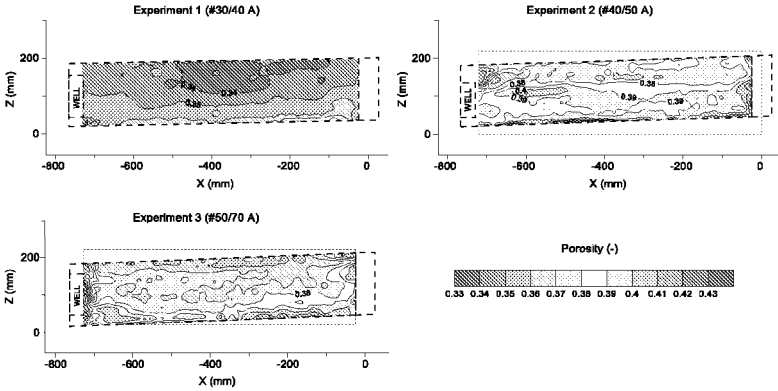 Experiment 1 (#30/40 A)
Z (mm)
200
0
WELL
0.34
0.34
0.35
-800 -600 -400 -200 0
X (mm)
Experiment 2 (#40/50 A)
Z (mm)
200
0
WELL
0.38
0.4
0.39
0.38
0.39
0.39
-800 -600 -400 -200 0
X (mm)
Experiment 3 (#50/70 A)
Z (mm)
200
0
WELL
0.38
-800 -600 -400 -200 0
X (mm)
Porosity (-)
0.33 0.34 0.35 0.36 0.37 0.38 0.39 0.4 0.41 0.42 0.43